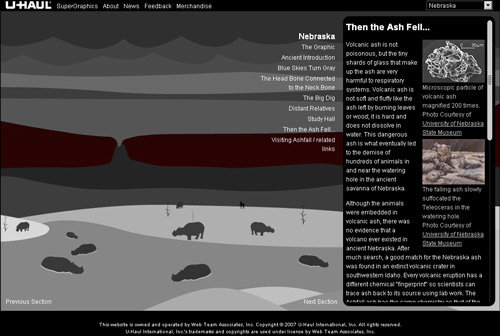 U-HAUL SuperGraphics About News Feedback Merchandise
Nebraska
Nebraska
The Graphic
Ancient Introduction
Blue Skies Turn Gray
The Head Bone Connected
to the Neck Bone
The Big Dig
Distant Relatives
Study Hall
Then the Ash Fell...
Visiting Ashfall / related
links
Then the Ash Fell...
Volcanic ash is not
poisonous, but the tiny
shards of glass that make
up the ash are very
harmful to respiratory
systems. Volcanic ash is
not soft and fluffy like the
ash left by burning leaves
or wood; it is hard and
does not dissolve in
water. This dangerous
ash is what eventually led
to the demise of
hundreds of animals in
and near the watering
hole in the ancient
savanna of Nebraska.
Microscopic particle of
volcanic ash
magnified 200 times.
Photo Courtesy of
University of Nebraska
State Museum
The falling ash slowly
suffocated the
Teleoceras in the
watering hole.
Photo Courtesy of
University of Nebraska
State Museum
Although the animals
were embedded in
volcanic ash, there was
no evidence that a
volcano ever existed in
ancient Nebraska. After
much search, a good match for the Nebraska ash
was found in an extinct volcanic crater in
southwestern Idaho. Every volcanic eruption has a
different chemical "fingerprint" so scientists can
trace ash back to its source using lab work. The
Previous Section
Next Section
This website is owned and operated by Web Team Associates, Inc. Copyright © 2007 U-Haul International, Inc. All rights reserved.
U-Haul International, Inc.'s trademarks and copyrights are used under license by Web Team Associates, Inc.